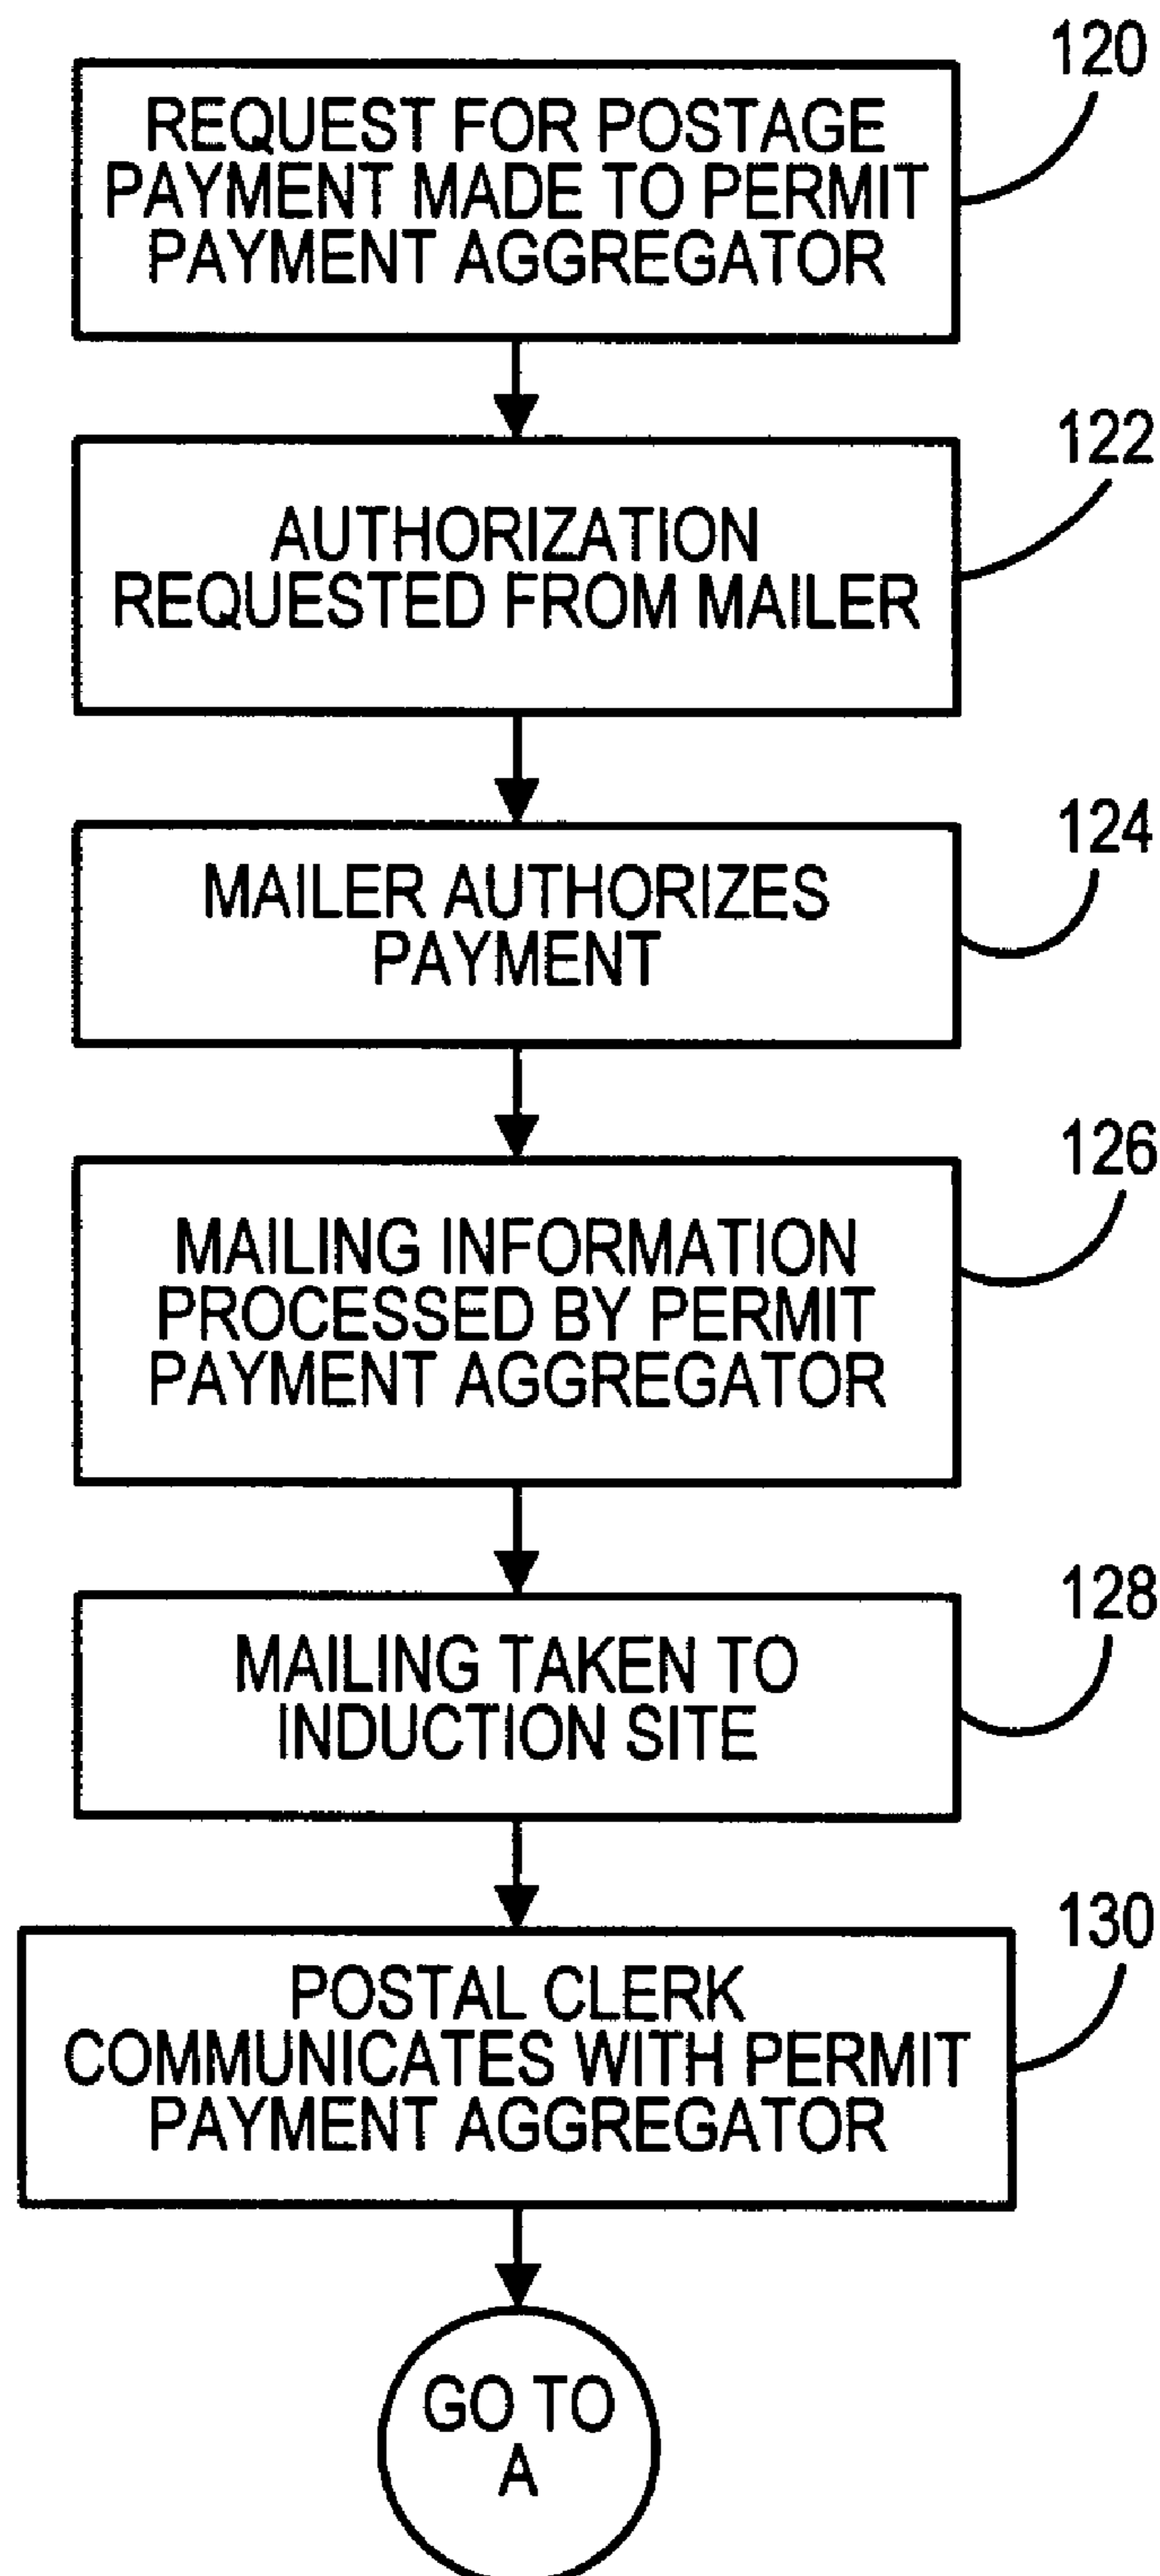 120
REQUEST FOR POSTAGE
PAYMENT MADE TO PERMIT
PAYMENT AGGREGATOR
122
AUTHORIZATION
REQUESTED FROM MAILER
124
MAILER AUTHORIZES
PAYMENT
126
MAILING INFORMATION
PROCESSED BY PERMIT
PAYMENT AGGREGATOR
128
MAILING TAKEN TO
INDUCTION SITE
130
POSTAL CLERK
COMMUNICATES WITH PERMIT
PAYMENT AGGREGATOR
GO TO
A